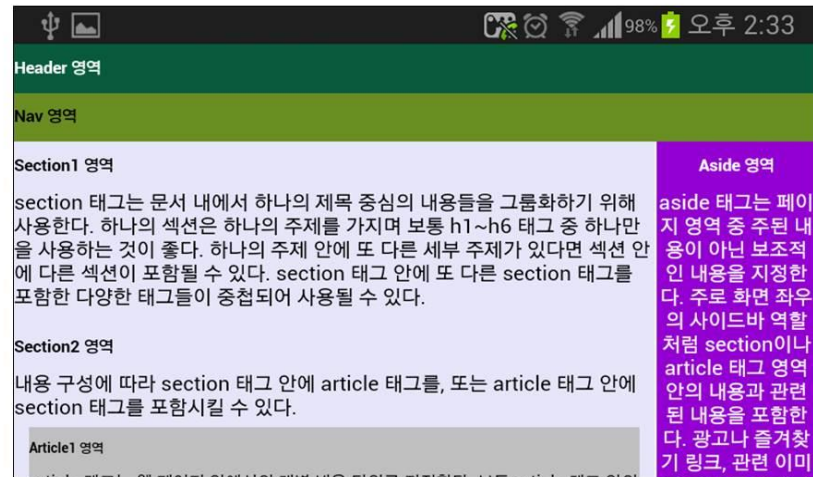 98% 오후 2:33
Header 영역
Nav 영역
Section1 영역
section 태그는 문서 내에서 하나의 제목 중심의 내용들을 그룹화하기 위해
사용한다. 하나의 섹션은 하나의 주제를 가지며 보통 h1~h6 태그 중 하나만
을 사용하는 것이 좋다. 하나의 주제 안에 또 다른 세부 주제가 있다면 섹션 안
에 다른 섹션이 포함될 수 있다. section 태그 안에 또 다른 section 태그를
포함한 다양한 태그들이 중첩되어 사용될 수 있다.
Section2 영역
내용 구성에 따라 section 태그 안에 article 태그를, 또는 article 태그 안에
section 태그를 포함시킬 수 있다.
Article1 영역
Aside 영역
aside 태그는 페이
지 영역 중 주된 내
용이 아닌 보조적
인 내용을 지정한
다. 주로 화면 좌우
의 사이드바 역할
처럼 section이나
article 태그 영역
안의 내용과 관련
된 내용을 포함한
다. 광고나 즐겨찾
기 링크, 관련 이미